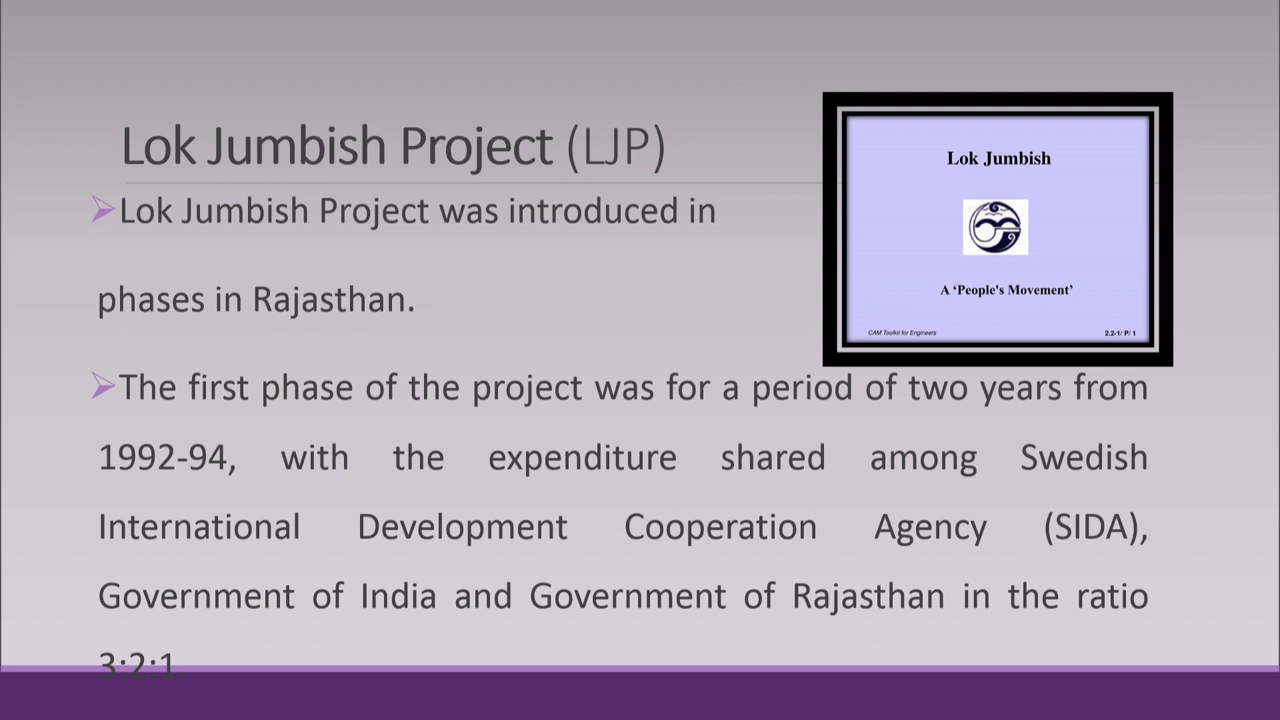 Lok Jumbish Project (LJP)
Lok Jumbish Project was introduced in
phases in Rajasthan.
Lok Jumbish
A ‘People's Movement’
CAM Toolkit for Engineers
2.2-1/ P/ 1
The first phase of the project was for a period of two years from
1992-94, with the expenditure shared among Swedish
International Development Cooperation Agency (SIDA),
Government of India and Government of Rajasthan in the ratio
3:2:1.